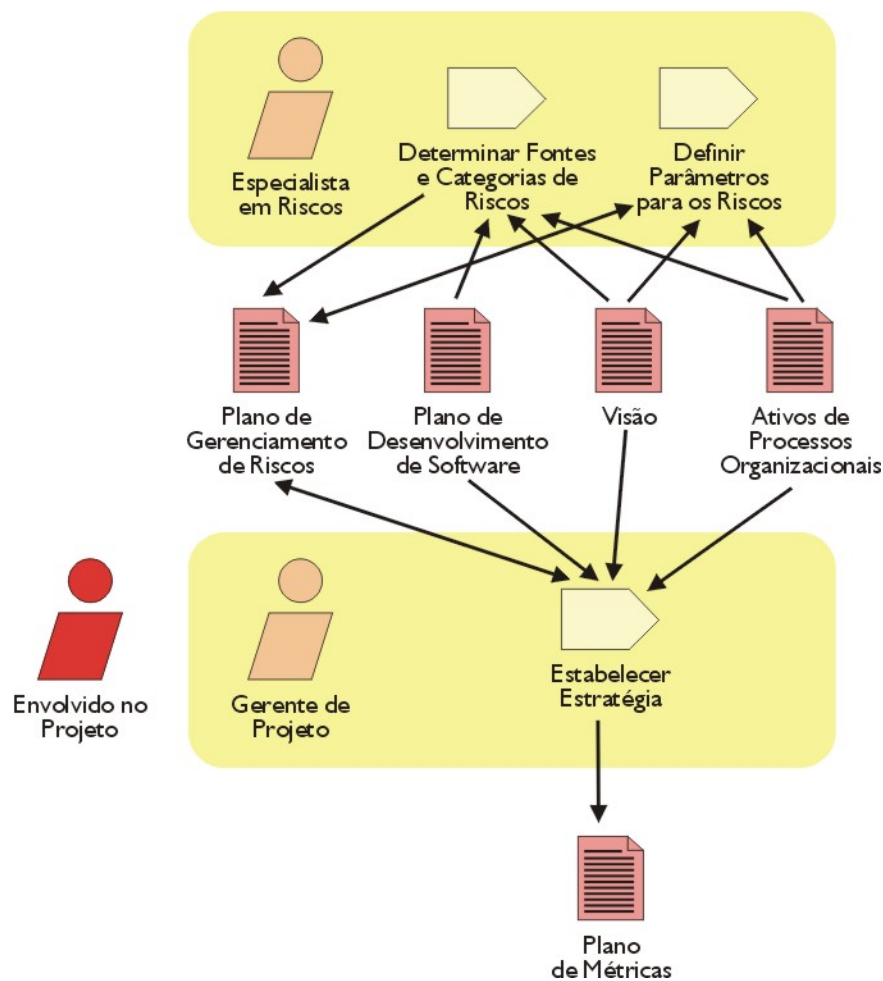 Especialista
em Riscos
Determinar Fontes
e Categorias de
Riscos
Definir
Parâmetros
para os Riscos
Plano de
Gerenciamento
de Riscos
Plano de
Desenvolvimento
de Software
Visão
Ativos de
Processos
Organizacionais
Envolvido no
Projeto
Gerente de
Projeto
Estabelecer
Estratégia
Plano
de Métricas